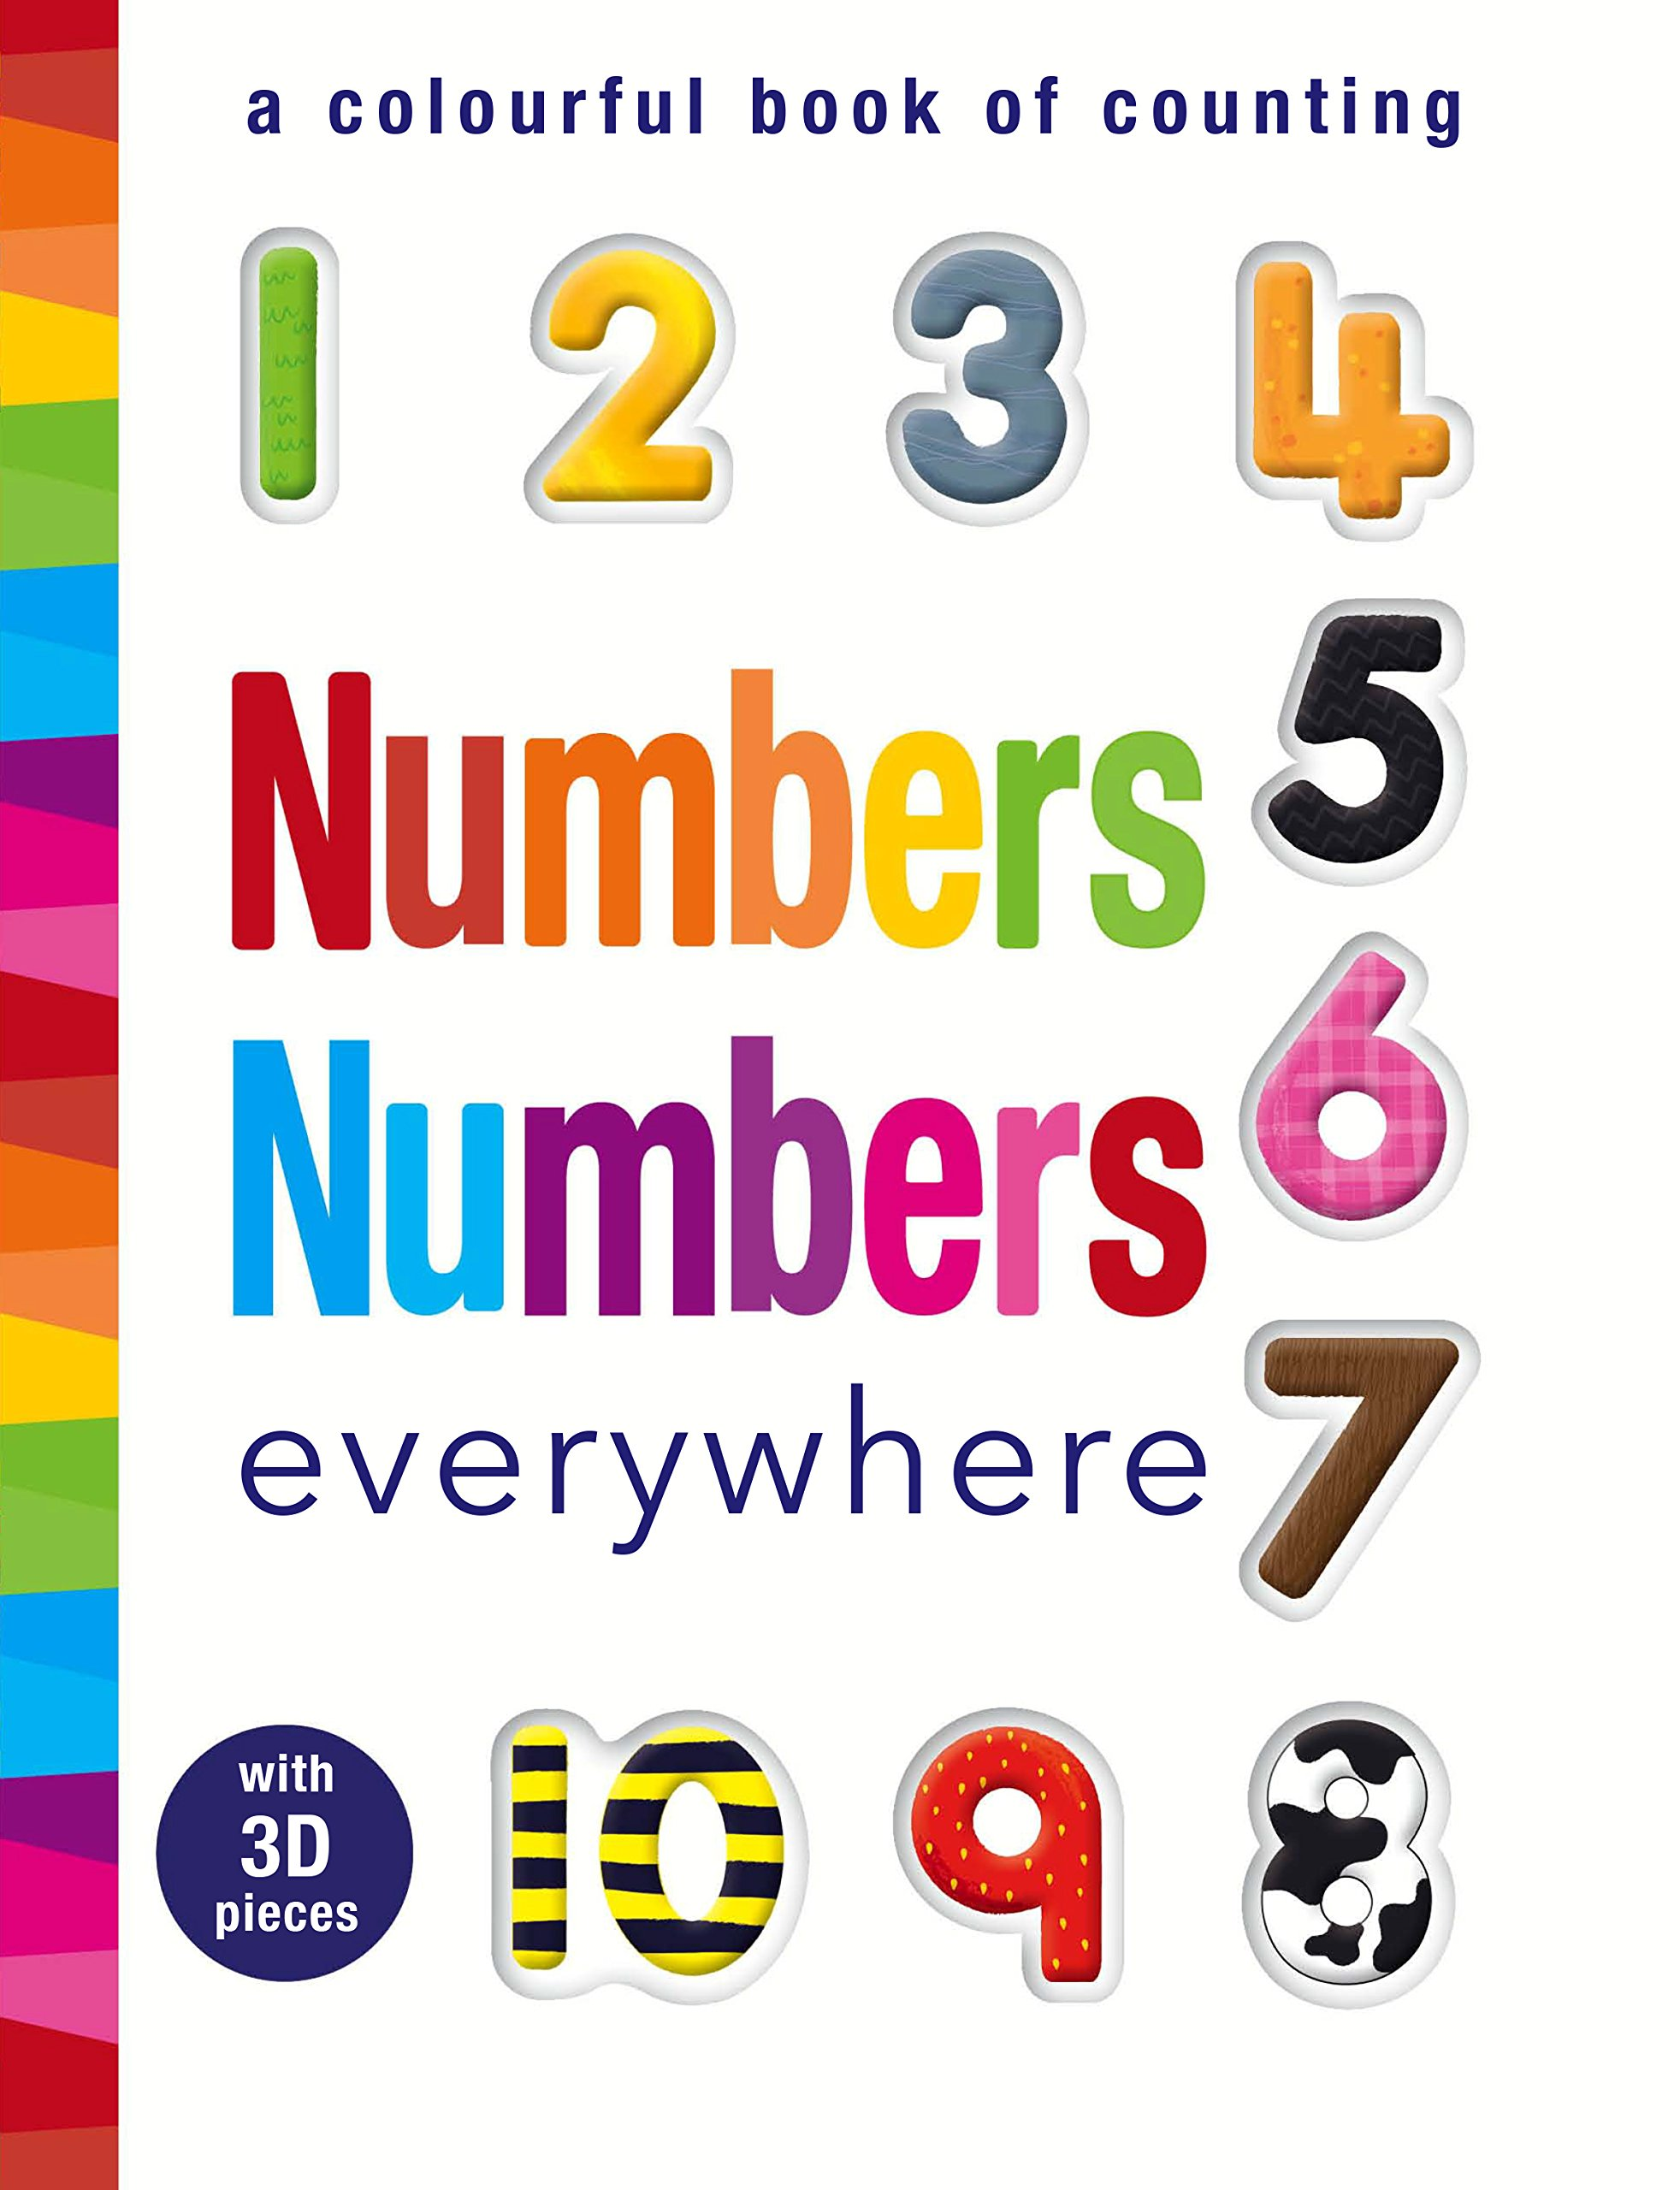 a colourful book of counting
1 2 3 4
5
Numbers
6
Numbers
7
everywhere
with
3D
pieces
10 9 8